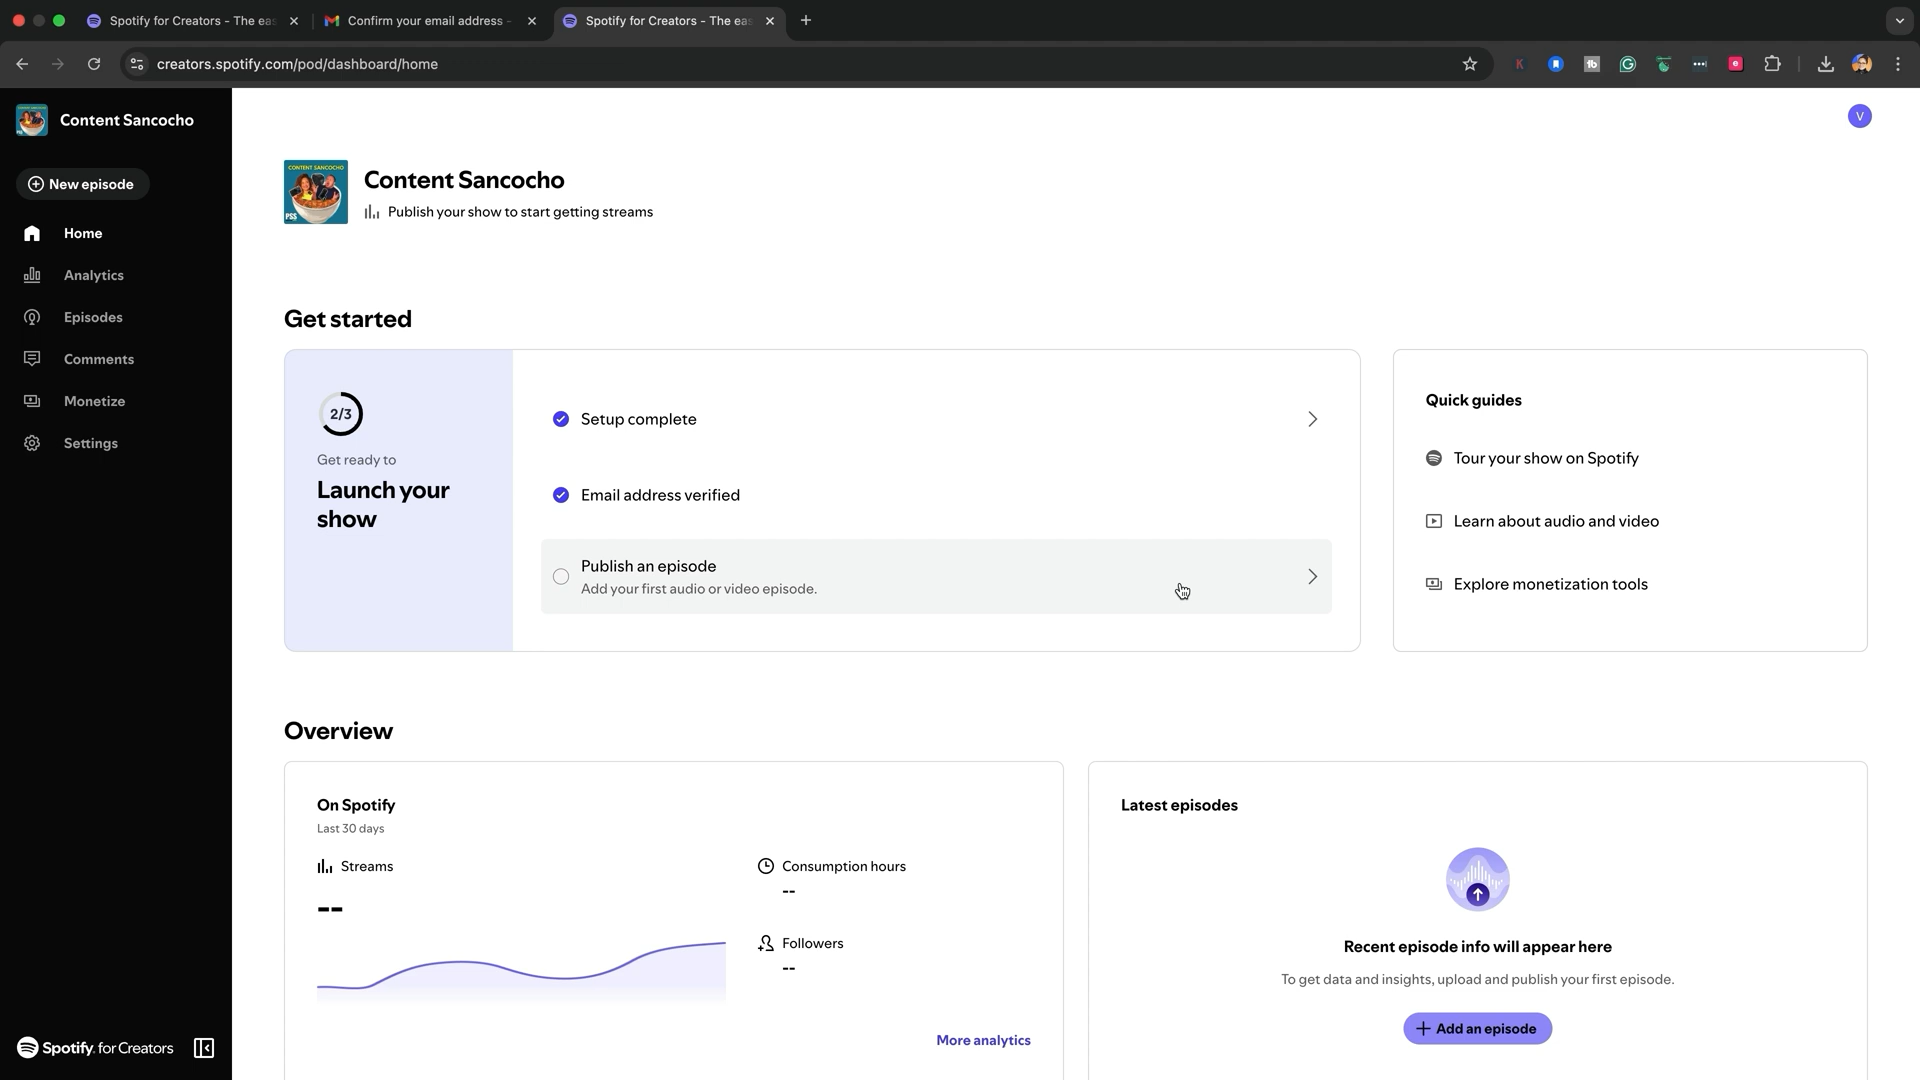 Spotify for Creators - The eas
Confirm your email address -
Spotify for Creators - The eas
creators.spotify.com/pod/dashboard/home
Content Sancocho
New episode
Home
Analytics
Episodes
Comments
Monetize
Settings
Spotify for Creators
V
CONTENT SANCOCHO
PSS
Content Sancocho
Publish your show to start getting streams
Get started
2/3
Get ready to
Launch your
show
Setup complete
Email address verified
Publish an episode
Add your first audio or video episode.
Quick guides
Tour your show on Spotify
Learn about audio and video
Explore monetization tools
Overview
On Spotify
Last 30 days
Streams
--
Consumption hours
--
Followers
--
More analytics
Latest episodes
Recent episode info will appear here
To get data and insights, upload and publish your first episode.
Add an episode